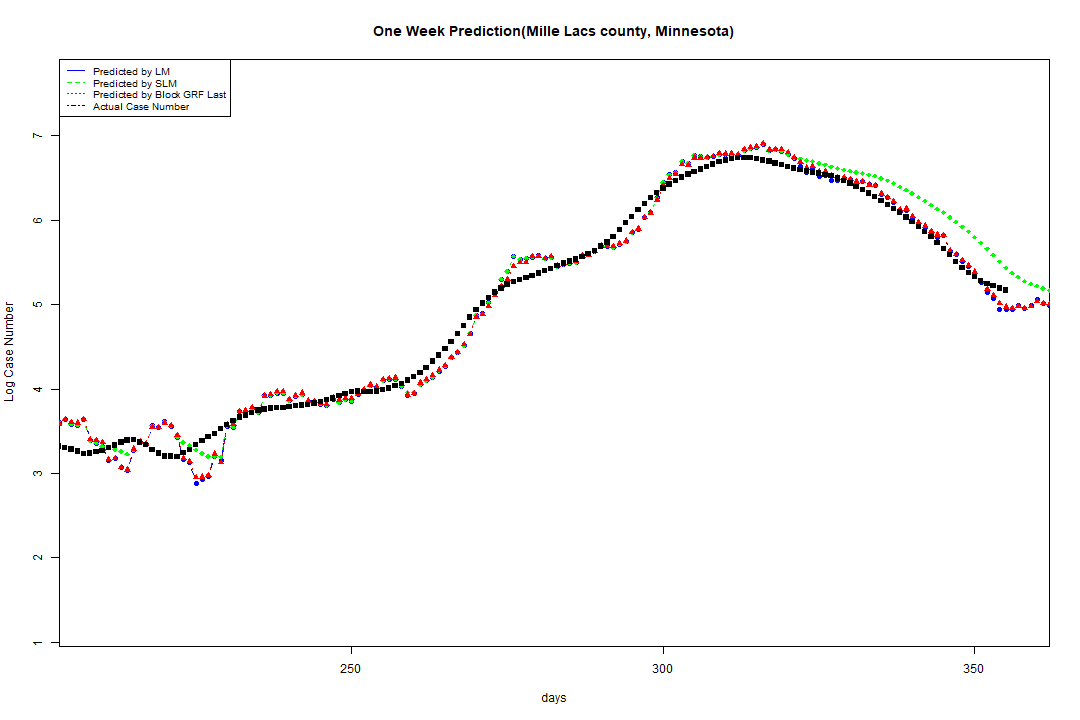 One Week Prediction(Mille Lacs county, Minnesota)
Predicted by LM
Predicted by SLM
Predicted by Block GRF Last
Actual Case Number
7
6
5
4
3
2
1
Log Case Number
250
300
350
days